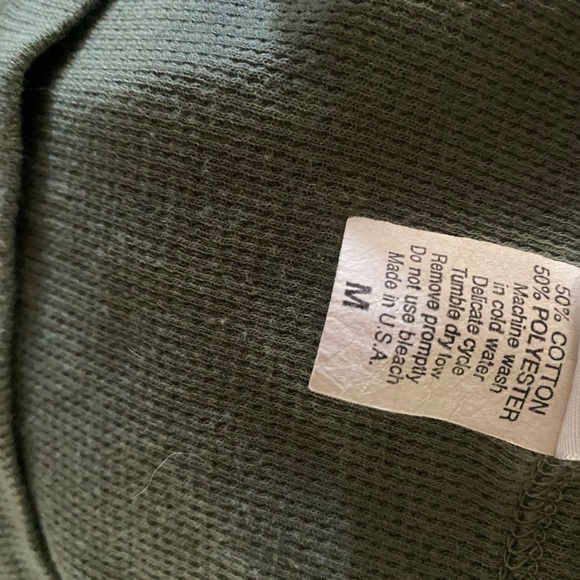 50% COTTON
50% POLYESTER
Machine wash
in cold water
Delicate cycle
Tumble dry low
Remove promptly
Do not use bleach
Made in U.S.A.
M